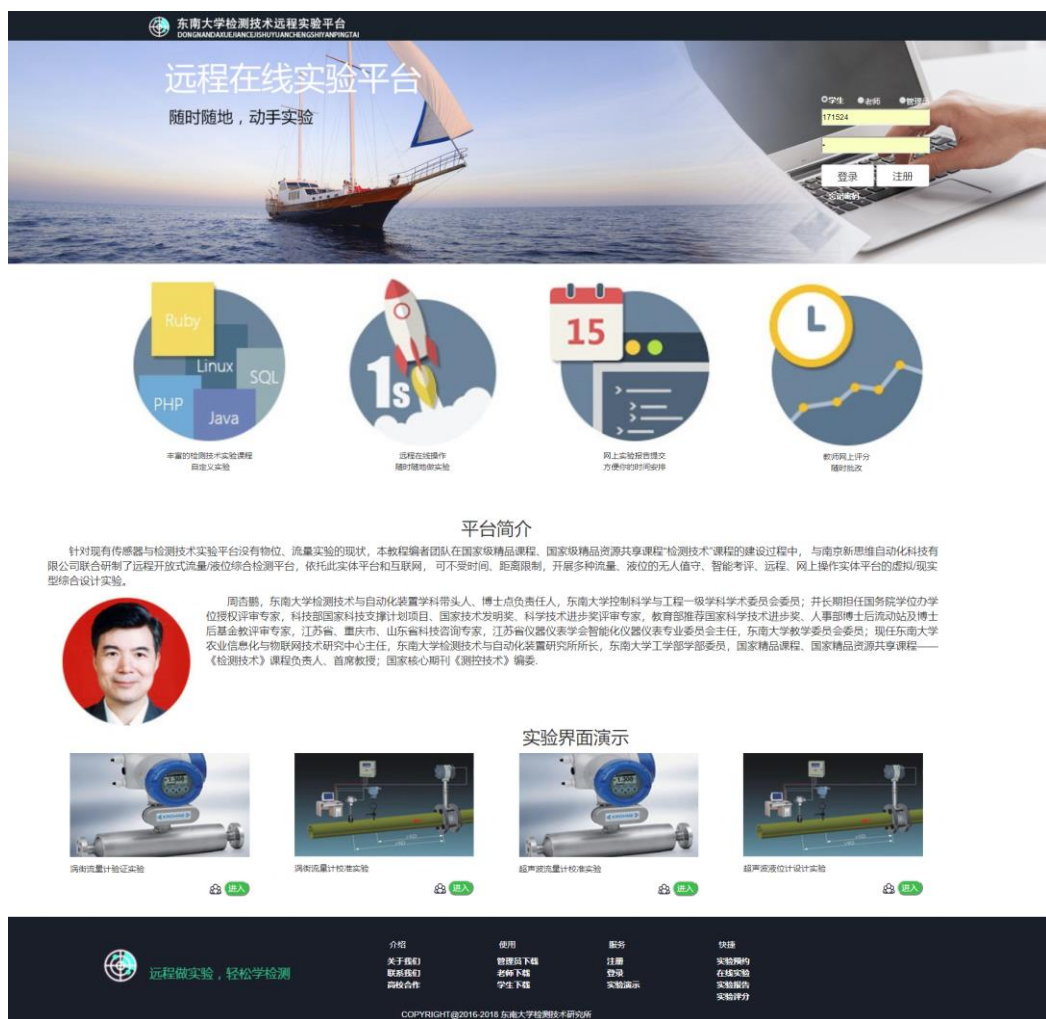 东南大学检测技术远程实验平台
DONGNANDAXUEJIANCEJISHUYUANCHENGSHIYANPINGTAI
远程在线实验平台
随时随地，动手实验
学生 老师 管理员
171524
登录 注册
忘记密码
Ruby
Linux
SQL
PHP
Java
1s
15
丰富的检测技术实验课程
自定义实验
远程在线操作
随时随地做实验
网上实验报告提交
方便你的时间安排
教师网上评分
随时批改
平台简介
针对现有传感器与检测技术实验平台没有物位、流量实验的现状，本教程编者团队在国家级精品课程、国家级精品资源共享课程“检测技术”课程的建设过程中， 与南京新思维自动化科技有
限公司联合研制了远程开放式流量/液位综合检测平台，依托此实体平台和互联网， 可不受时间、距离限制，开展多种流量、液位的无人值守、智能考评、远程、网上操作实体平台的虚拟/现实
型综合设计实验。
周杏鹏，东南大学检测技术与自动化装置学科带头人、博士点负责任人，东南大学控制科学与工程一级学科学术委员会委员；并长期担任国务院学位办学
位授权评审专家，科技部国家科技支撑计划项目、国家技术发明奖、科学技术进步奖评审专家，教育部推荐国家科学技术进步奖、人事部博士后流动站及博士
后基金教评审专家，江苏省、重庆市、山东省科技咨询专家，江苏省仪器仪表学会智能化仪器仪表专业委员会主任，东南大学教学委员会委员；现任东南大学
农业信息化与物联网技术研究中心主任，东南大学检测技术与自动化装置研究所所长，东南大学工学部学部委员，国家精品课程、国家精品资源共享课程——
《检测技术》课程负责人、首席教授；国家核心期刊《测控技术》编委.
实验界面演示
涡街流量计验证实验
涡街流量计校准实验
超声波流量计校准实验
超声波液位计设计实验
进入 进入 进入 进入
远程做实验，轻松学检测
介绍 使用 服务 快捷
关于我们 管理员下载 注册 实验预约
联系我们 老师下载 登录 在线实验
高校合作 学生下载 实验演示 实验报告
实验评分
COPYRIGHT@2016-2018 东南大学检测技术研究所